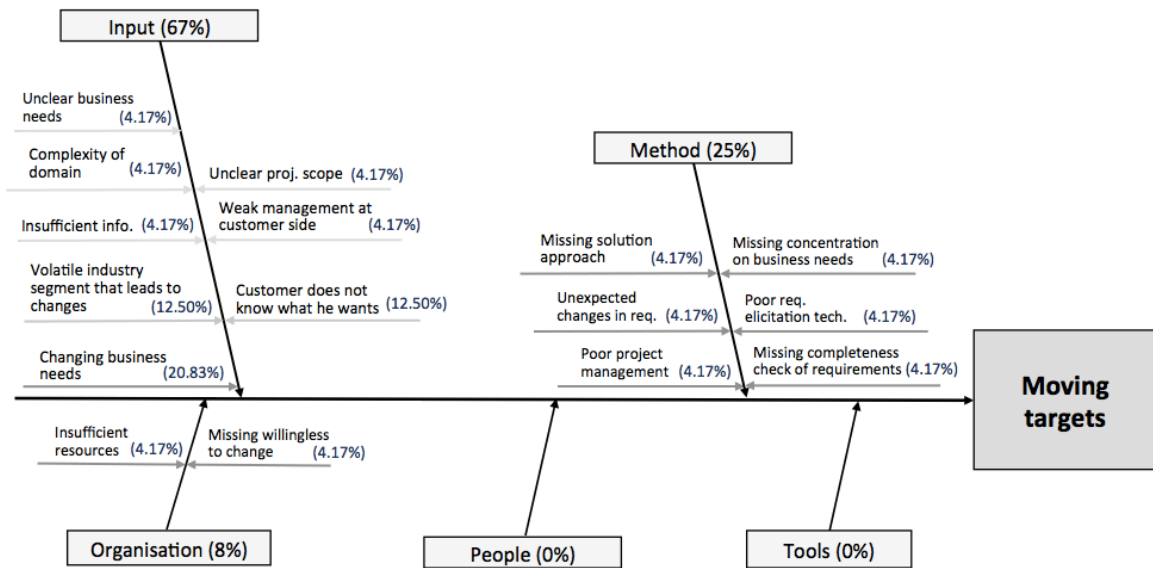 Input (67%)
Unclear business
needs (4.17%)
Complexity of
domain (4.17%)
Unclear proj. scope (4.17%)
Insufficient info. (4.17%)
Weak management at
customer side (4.17%)
Volatile industry
segment that leads to
changes (12.50%)
Customer does not
know what he wants (12.50%)
Changing business
needs (20.83%)
Method (25%)
Missing solution
approach (4.17%)
Missing concentration
on business needs (4.17%)
Unexpected
changes in req. (4.17%)
Poor req.
elicitation tech. (4.17%)
Poor project
management (4.17%)
Missing completeness
check of requirements (4.17%)
Moving
targets
Insufficient
resources (4.17%)
Missing willingless
to change (4.17%)
Organisation (8%)
People (0%)
Tools (0%)